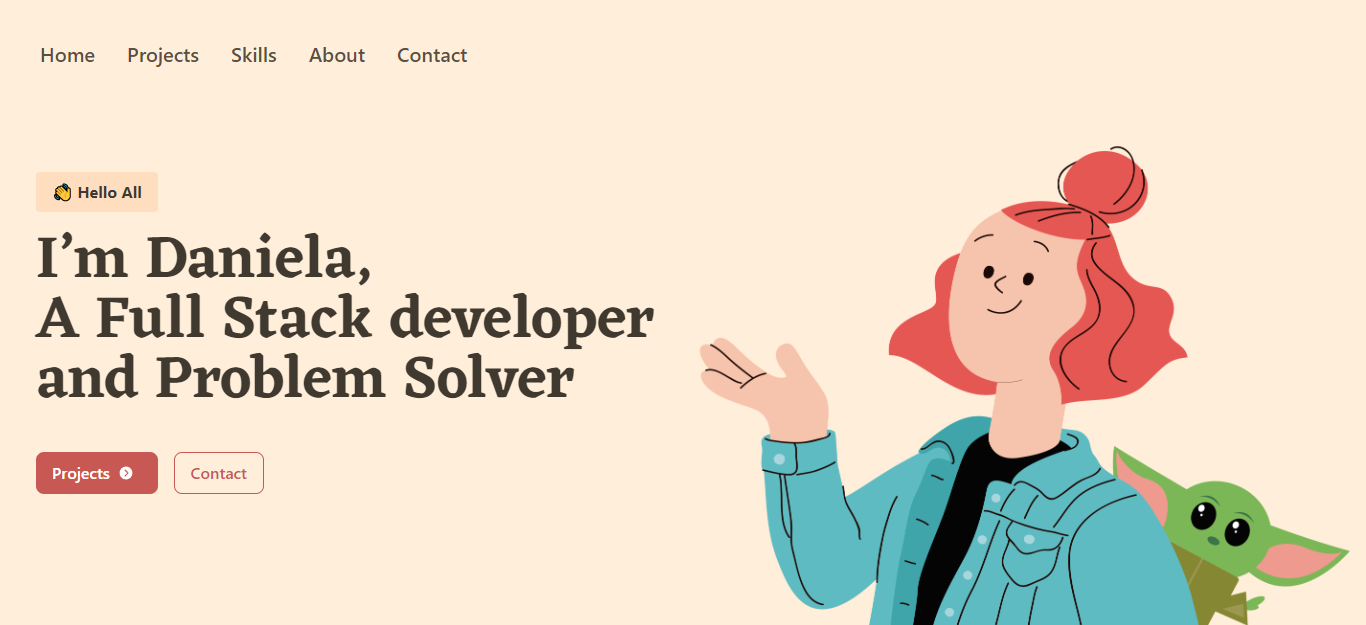 Home Projects Skills About Contact
👋 Hello All
I’m Daniela,
A Full Stack developer
and Problem Solver
Projects
Contact